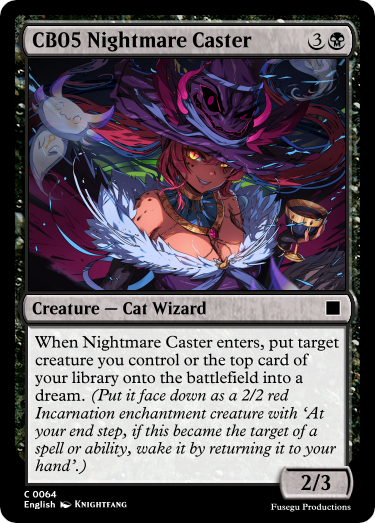 CB05 Nightmare Caster 3
Creature — Cat Wizard
When Nightmare Caster enters, put target
creature you control or the top card of
your library onto the battlefield into a
dream. (Put it face down as a 2/2 red
Incarnation enchantment creature with ‘At
your end step, if this became the target of a
spell or ability, wake it by returning it to your
hand’.)
2/3
C 0064
English KNIGHTFANG
Fusegu Productions